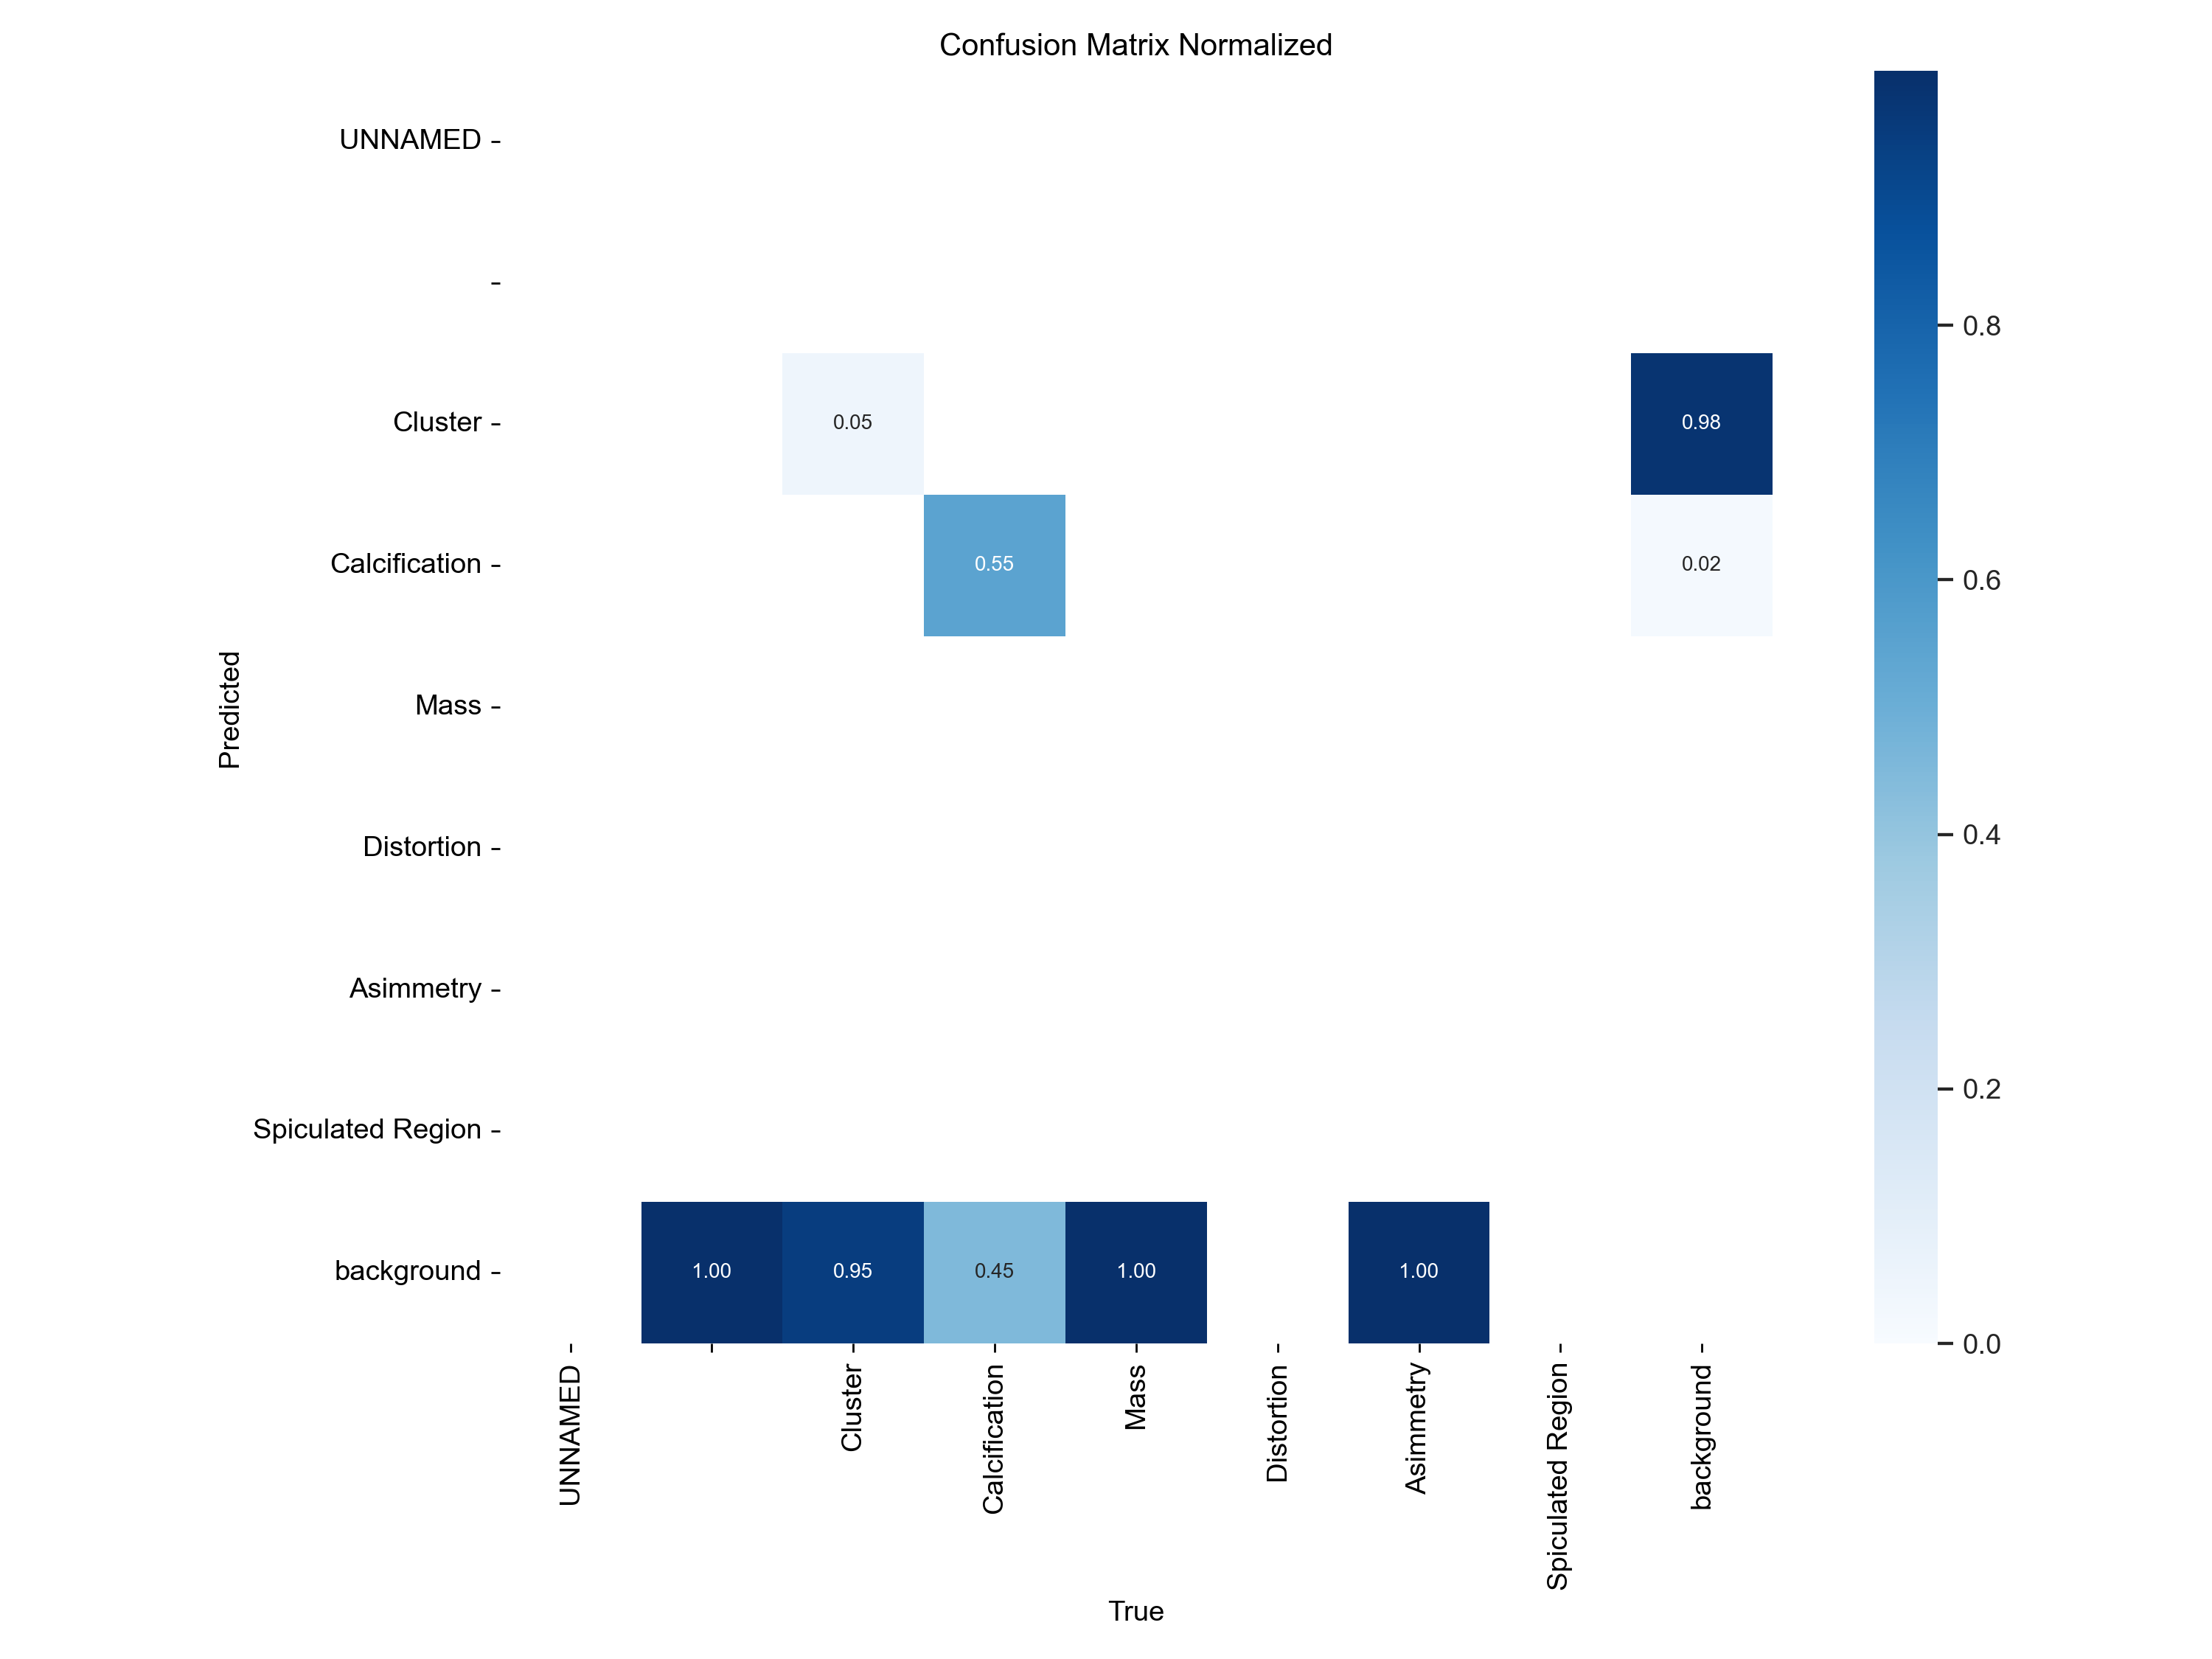 Confusion Matrix Normalized
UNNAMED
Cluster
0.05
0.98
0.8
Calcification
0.55
0.02
0.6
Predicted
Mass
Distortion
0.4
Asimmetry
0.2
Spiculated Region
background
1.00
0.95
0.45
1.00
1.00
0.0
UNNAMED
Cluster
Calcification
Mass
Distortion
Asimmetry
Spiculated Region
background
True